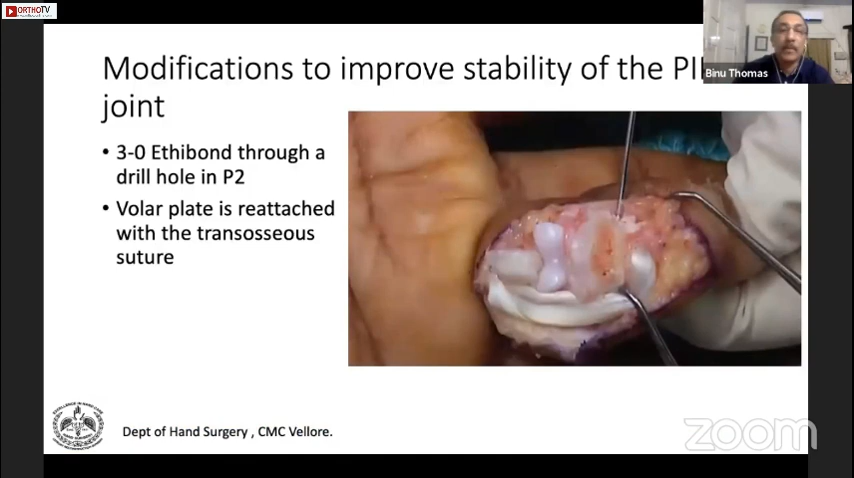 ORTHOTV
Binu Thomas
Modifications to improve stability of the PI
joint
• 3-0 Ethibond through a
drill hole in P2
• Volar plate is reattached
with the transosseous
suture
Dept of Hand Surgery , CMC Vellore.
zoom